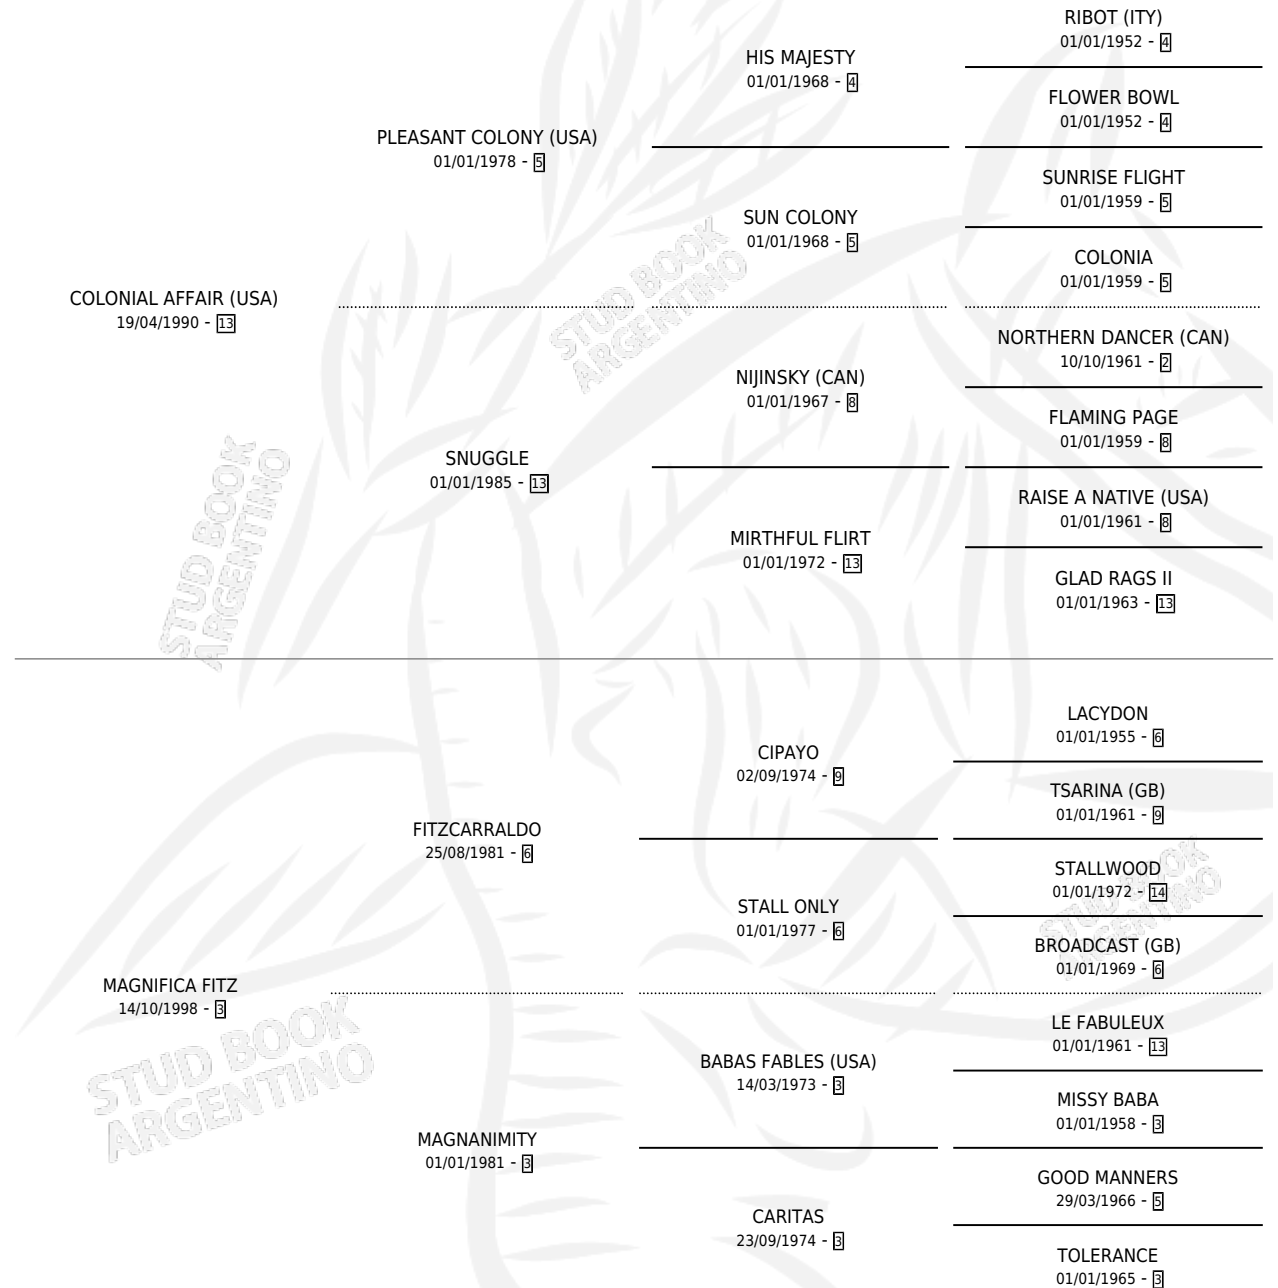 RIBOT (ITY)
01/01/1952 - 4
HIS MAJESTY
01/01/1968 - 4
FLOWER BOWL
01/01/1952 - 4
PLEASANT COLONY (USA)
01/01/1978 - 5
SUNRISE FLIGHT
01/01/1959 - 5
SUN COLONY
01/01/1968 - 5
COLONIA
01/01/1959 - 5
COLONIAL AFFAIR (USA)
19/04/1990 - 13
NORTHERN DANCER (CAN)
10/10/1961 - 2
NIJINSKY (CAN)
01/01/1967 - 8
FLAMING PAGE
01/01/1959 - 8
SNUGGLE
01/01/1985 - 13
RAISE A NATIVE (USA)
01/01/1961 - 8
MIRTHFUL FLIRT
01/01/1972 - 13
GLAD RAGS II
01/01/1963 - 13
LACYDON
01/01/1955 - 6
CIPAYO
02/09/1974 - 9
TSARINA (GB)
01/01/1961 - 9
FITZCARRALDO
25/08/1981 - 6
STALLWOOD
01/01/1972 - 14
STALL ONLY
01/01/1977 - 6
BROADCAST (GB)
01/01/1969 - 6
MAGNIFICA FITZ
14/10/1998 - 3
LE FABULEUX
01/01/1961 - 13
BABAS FABLES (USA)
14/03/1973 - 3
MISSY BABA
01/01/1958 - 3
MAGNANIMITY
01/01/1981 - 3
GOOD MANNERS
29/03/1966 - 5
CARITAS
23/09/1974 - 3
TOLERANCE
01/01/1965 - 3
STUD BOOK
ARGENTINO
STUD BOOK
ARGENTINO
STUD BOOK
ARGENTINO
STUD BOOK
ARGENTINO